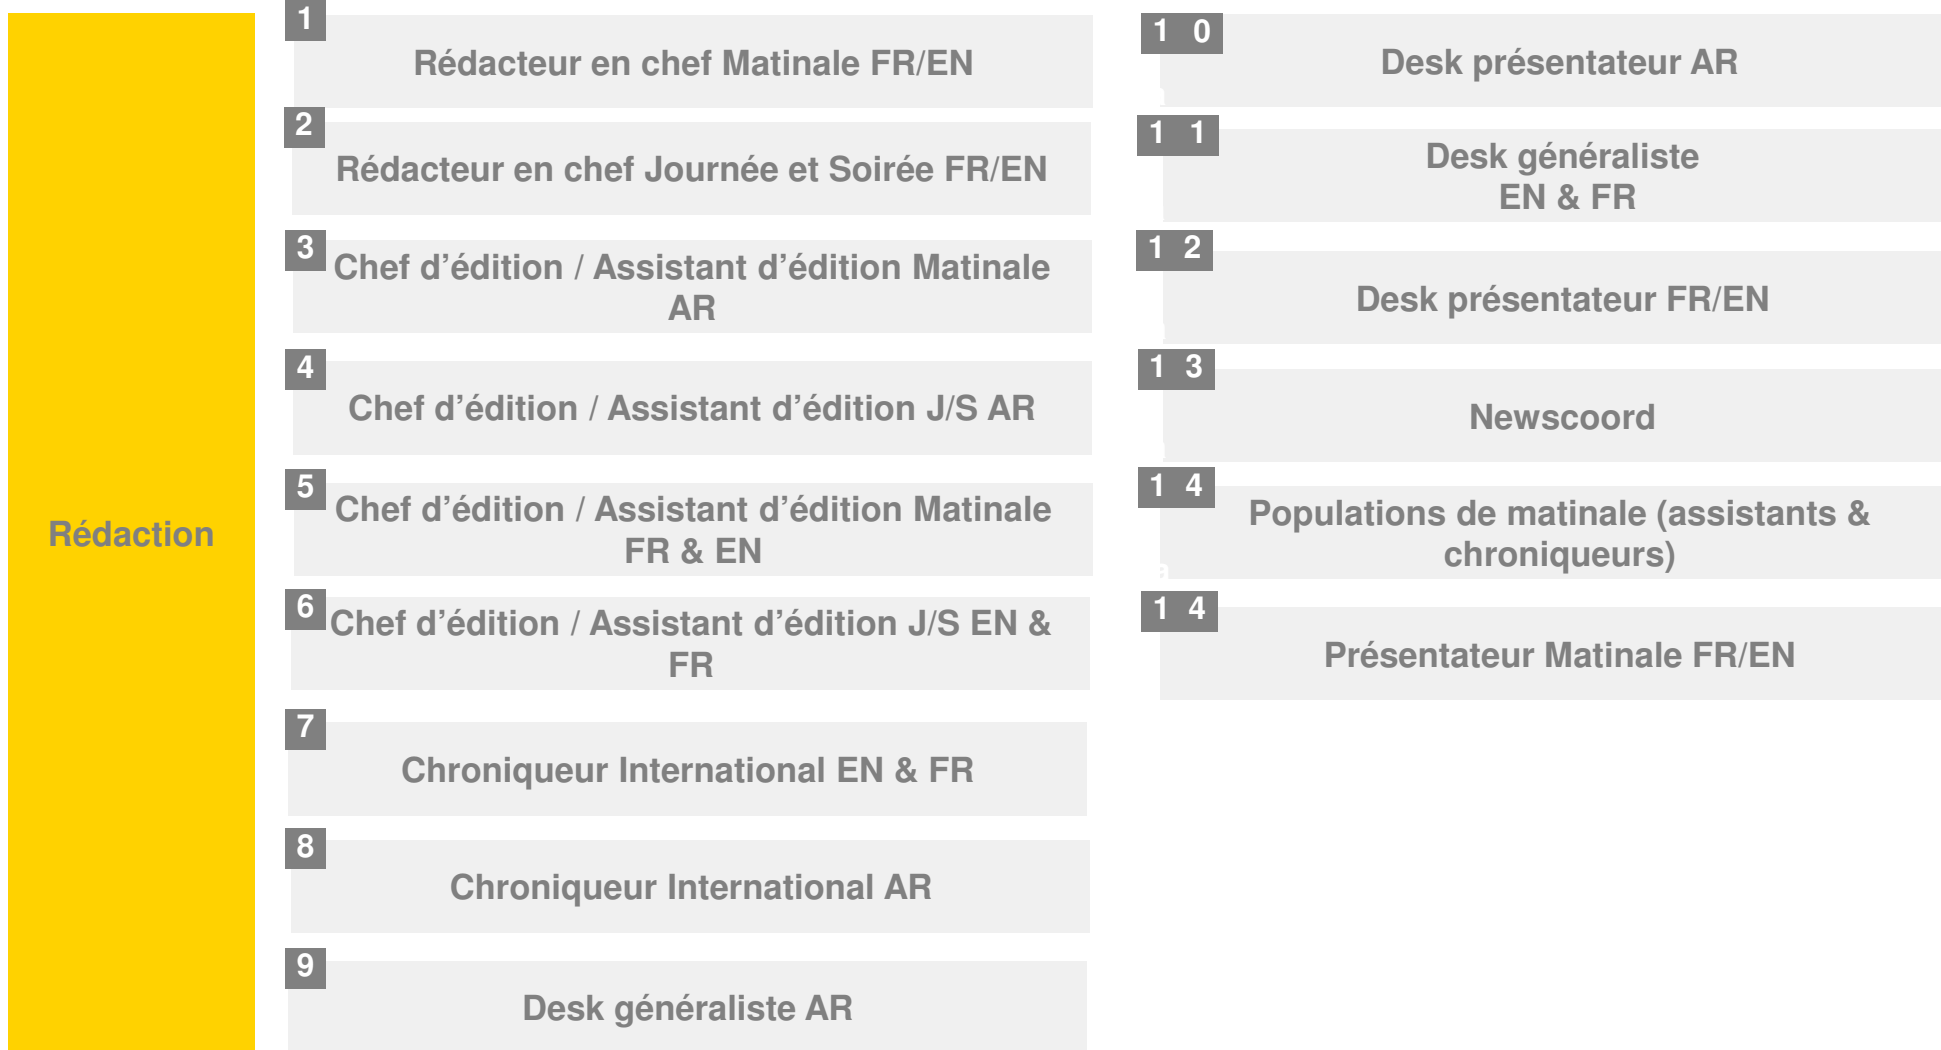 Rédaction
1
Rédacteur en chef Matinale FR/EN
2
Rédacteur en chef Journée et Soirée FR/EN
3
Chef d’édition / Assistant d’édition Matinale
AR
4
Chef d’édition / Assistant d’édition J/S AR
5
Chef d’édition / Assistant d’édition Matinale
FR & EN
6
Chef d’édition / Assistant d’édition J/S EN &
FR
7
Chroniqueur International EN & FR
8
Chroniqueur International AR
9
Desk généraliste AR
1 0
Desk présentateur AR
1 1
Desk généraliste
EN & FR
1 2
Desk présentateur FR/EN
1 3
Newscoord
1 4
Populations de matinale (assistants &
chroniqueurs)
1 4
Présentateur Matinale FR/EN